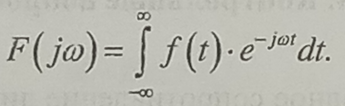 F(jω) = ∫_{-∞}^{∞} f(t)·e^{-jωt} dt.